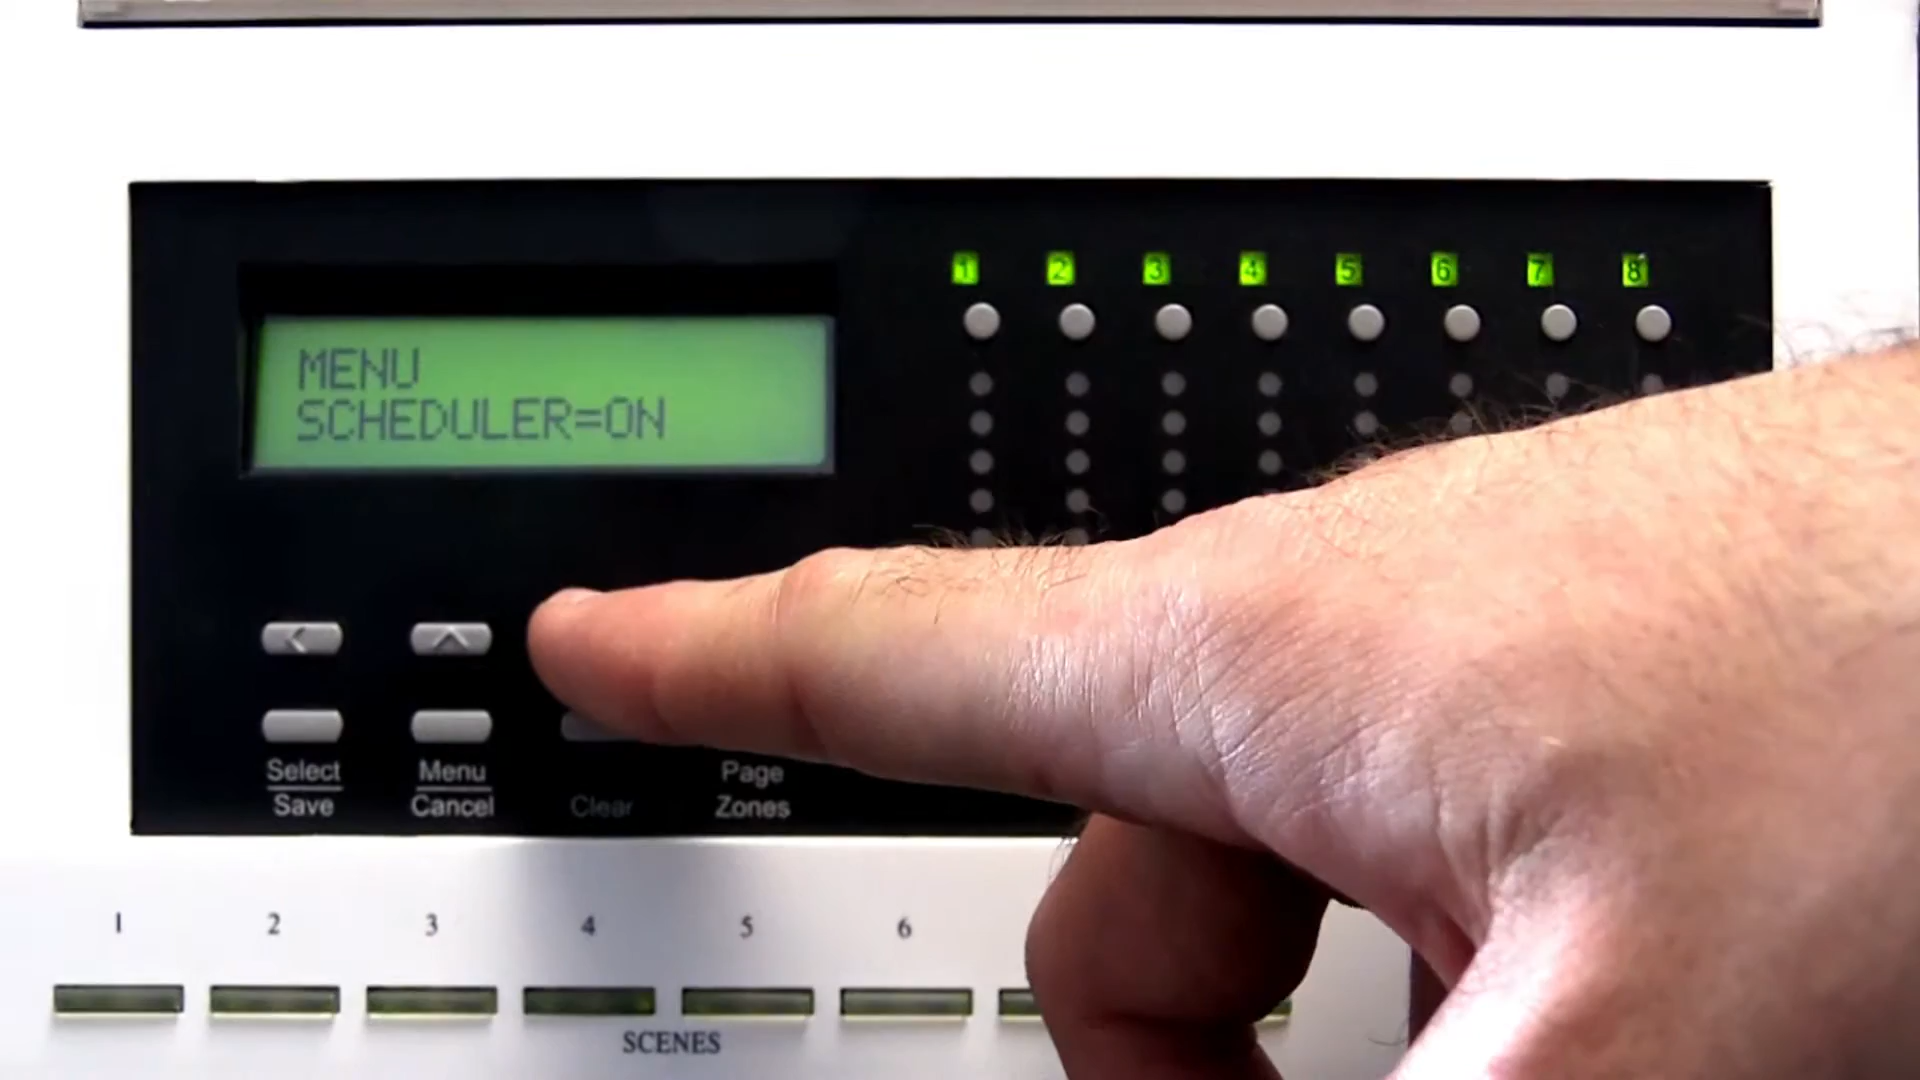 1 2 3 4 5 6 7 8
MENU
SCHEDULER=ON
Select
Save
Menu
Cancel
Clear
Page
Zones
1 2 3 4 5 6
SCENES